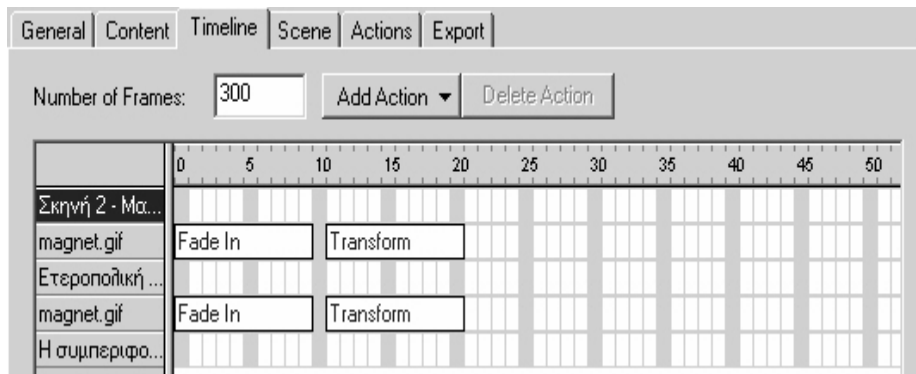 General Content Timeline Scene Actions Export
Number of Frames: 300 Add Action Delete Action
0 5 10 15 20 25 30 35 40 45 50
Σκηνή 2 - Μα...
magnet.gif Fade In Transform
Ετεροπολική ...
magnet.gif Fade In Transform
Η συμπεριφο...